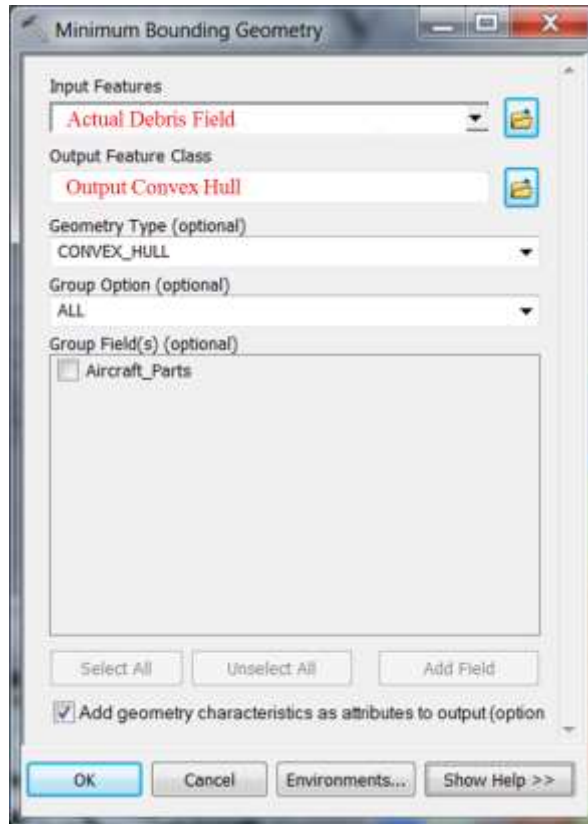 Minimum Bounding Geometry
Input Features
Actual Debris Field
Output Feature Class
Output Convex Hull
Geometry Type (optional)
CONVEX_HULL
Group Option (optional)
ALL
Group Field(s) (optional)
Aircraft_Parts
Select All
Unselect All
Add Field
Add geometry characteristics as attributes to output (option
OK
Cancel
Environments...
Show Help >>